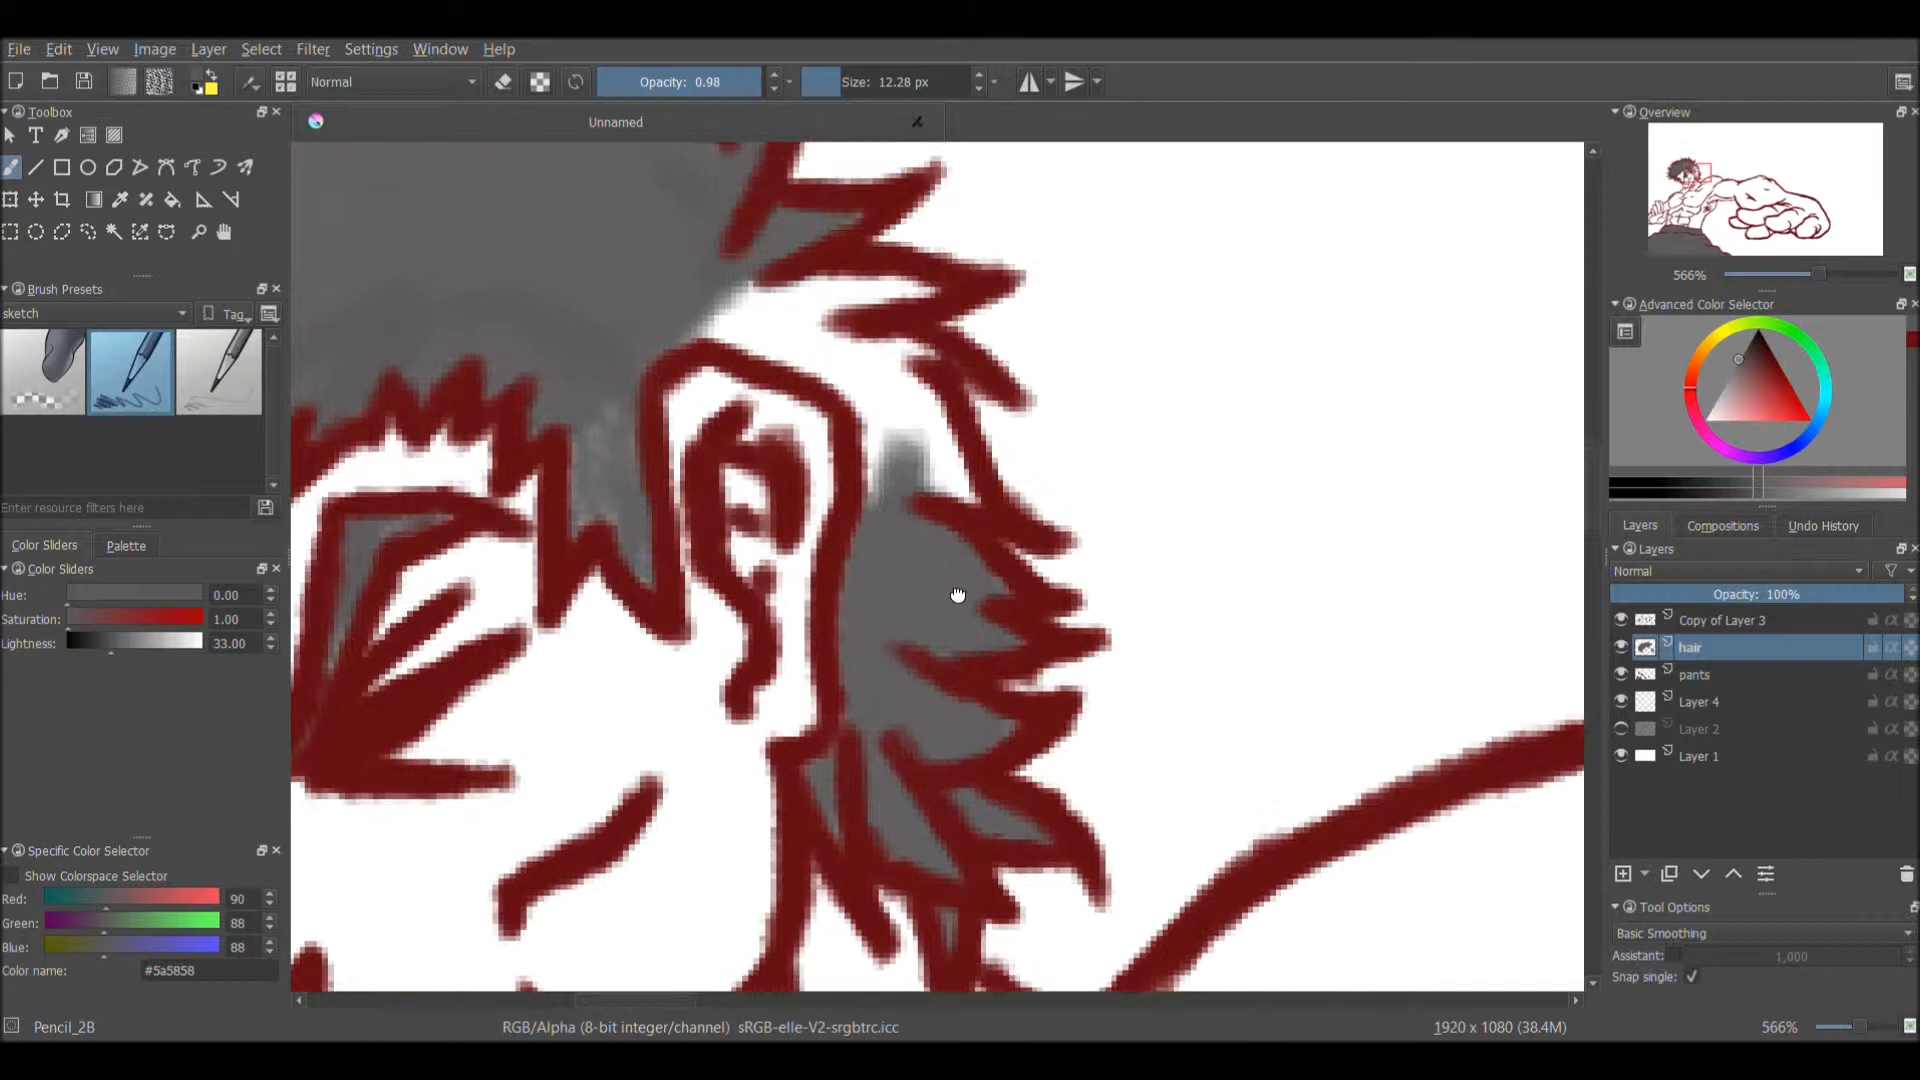 File Edit View Image Layer Select Filter Settings Window Help
Normal Opacity: 0.98 Size: 12.28 px
Toolbox
Unnamed
Overview
566%
Brush Presets
sketch Tag
Advanced Color Selector
Enter resource filters here
Color Sliders Palette
Color Sliders
Hue: 0.00
Saturation: 1.00
Lightness: 33.00
Layers Compositions Undo History
Layers
Normal
Opacity: 100%
Copy of Layer 3
hair
pants
Layer 4
Layer 2
Layer 1
Specific Color Selector
Show Colorspace Selector
Red: 90
Green: 88
Blue: 88
Color name: #5a5858
Tool Options
Basic Smoothing
Assistant: 1,000
Snap single:
Pencil_2B RGB/Alpha (8-bit integer/channel) sRGB-elle-V2-srgbtrc.icc 1920 x 1080 (38.4M) 566%